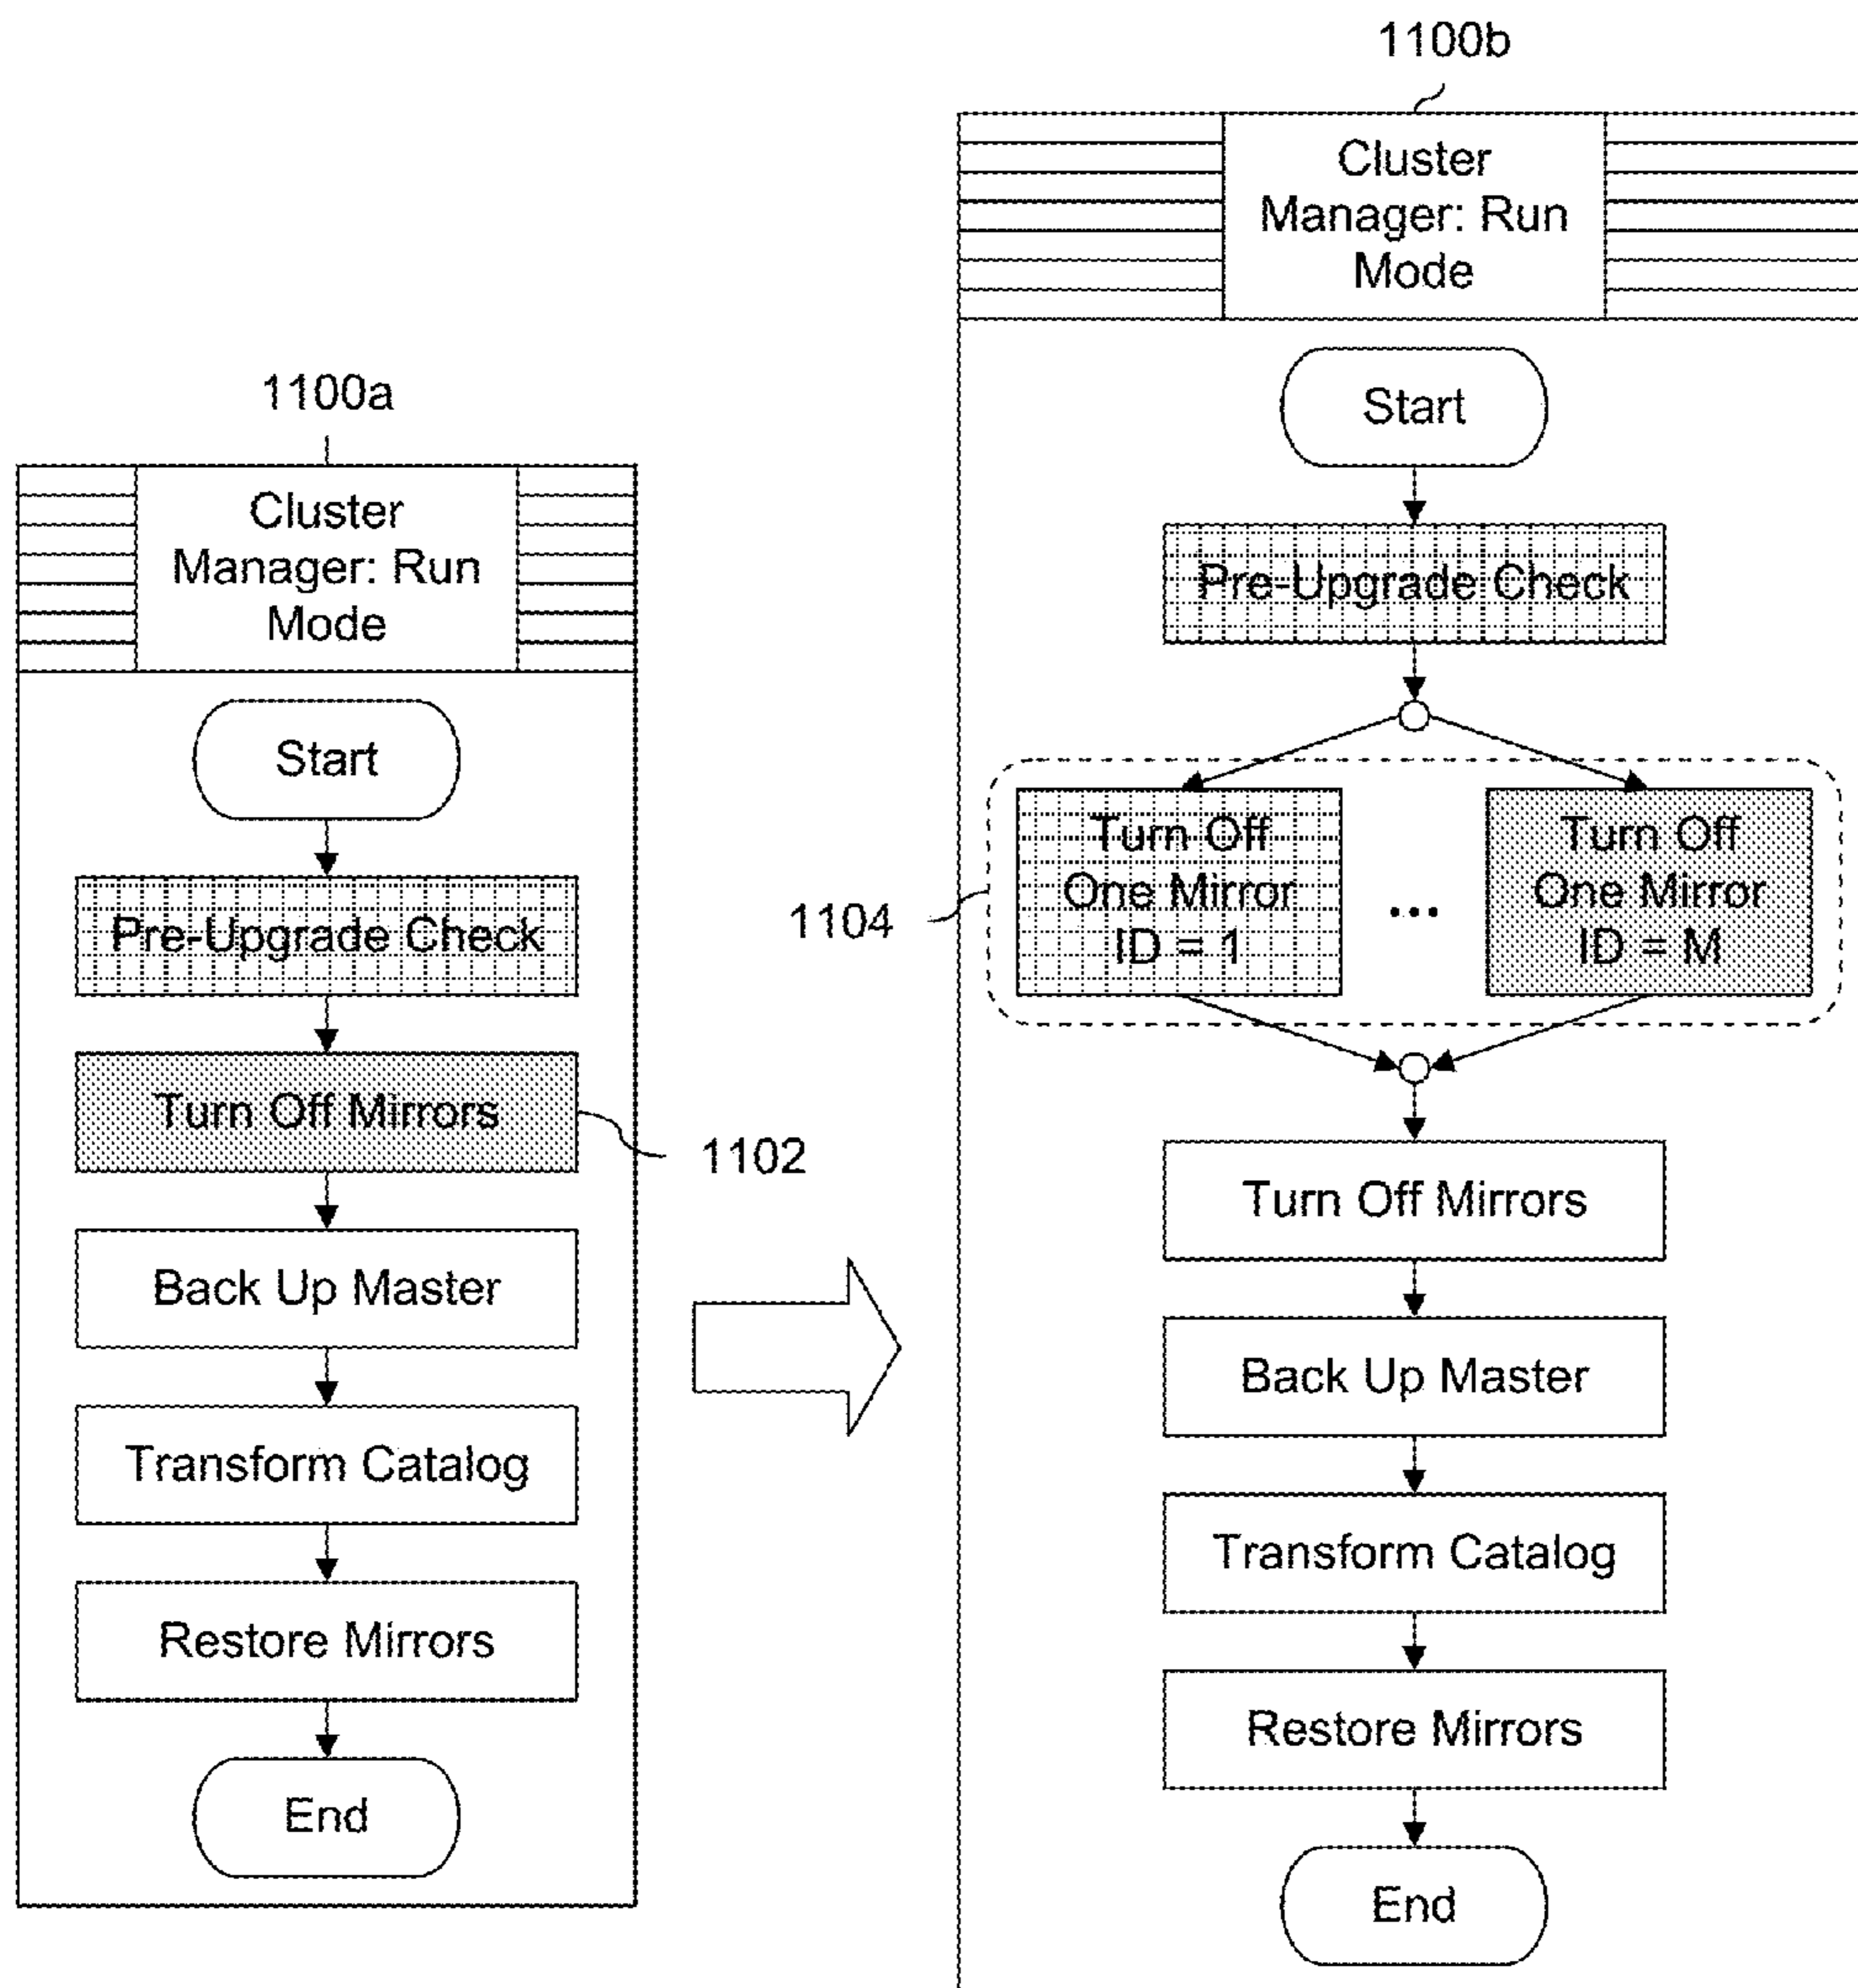 1100a
Cluster
Manager: Run
Mode
Start
Pre-Upgrade Check
Turn Off Mirrors
1102
Back Up Master
Transform Catalog
Restore Mirrors
End
1100b
Cluster
Manager: Run
Mode
Start
Pre-Upgrade Check
Turn Off
One Mirror
ID = 1
...
Turn Off
One Mirror
ID = M
1104
Turn Off Mirrors
Back Up Master
Transform Catalog
Restore Mirrors
End